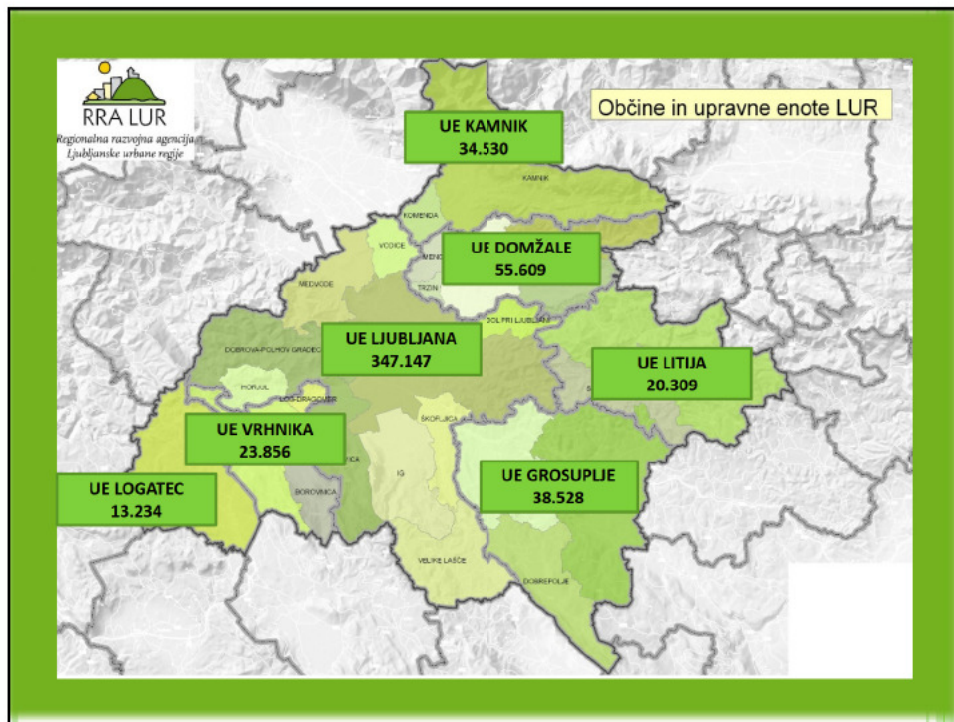 RRA LUR
Regionalna razvojna agencija
Ljubljanske urbane regije
Občine in upravne enote LUR
UE KAMNIK
34.530
KAMNIK
KOMENDA
VODICE
UE DOMŽALE
55.609
TRZIN
MEDVODE
DOL PRI LJUBLJANI
UE LJUBLJANA
347.147
DOBROVA-POLHOV GRADEC
UE LITIJA
20.309
HORJUL
ŠKOFLJICA
UE VRHNIKA
23.856
IG
UE GROSUPLJE
38.528
UE LOGATEC
13.234
BOROVNICA
VELIKE LAŠČE
DOBREPOLJE